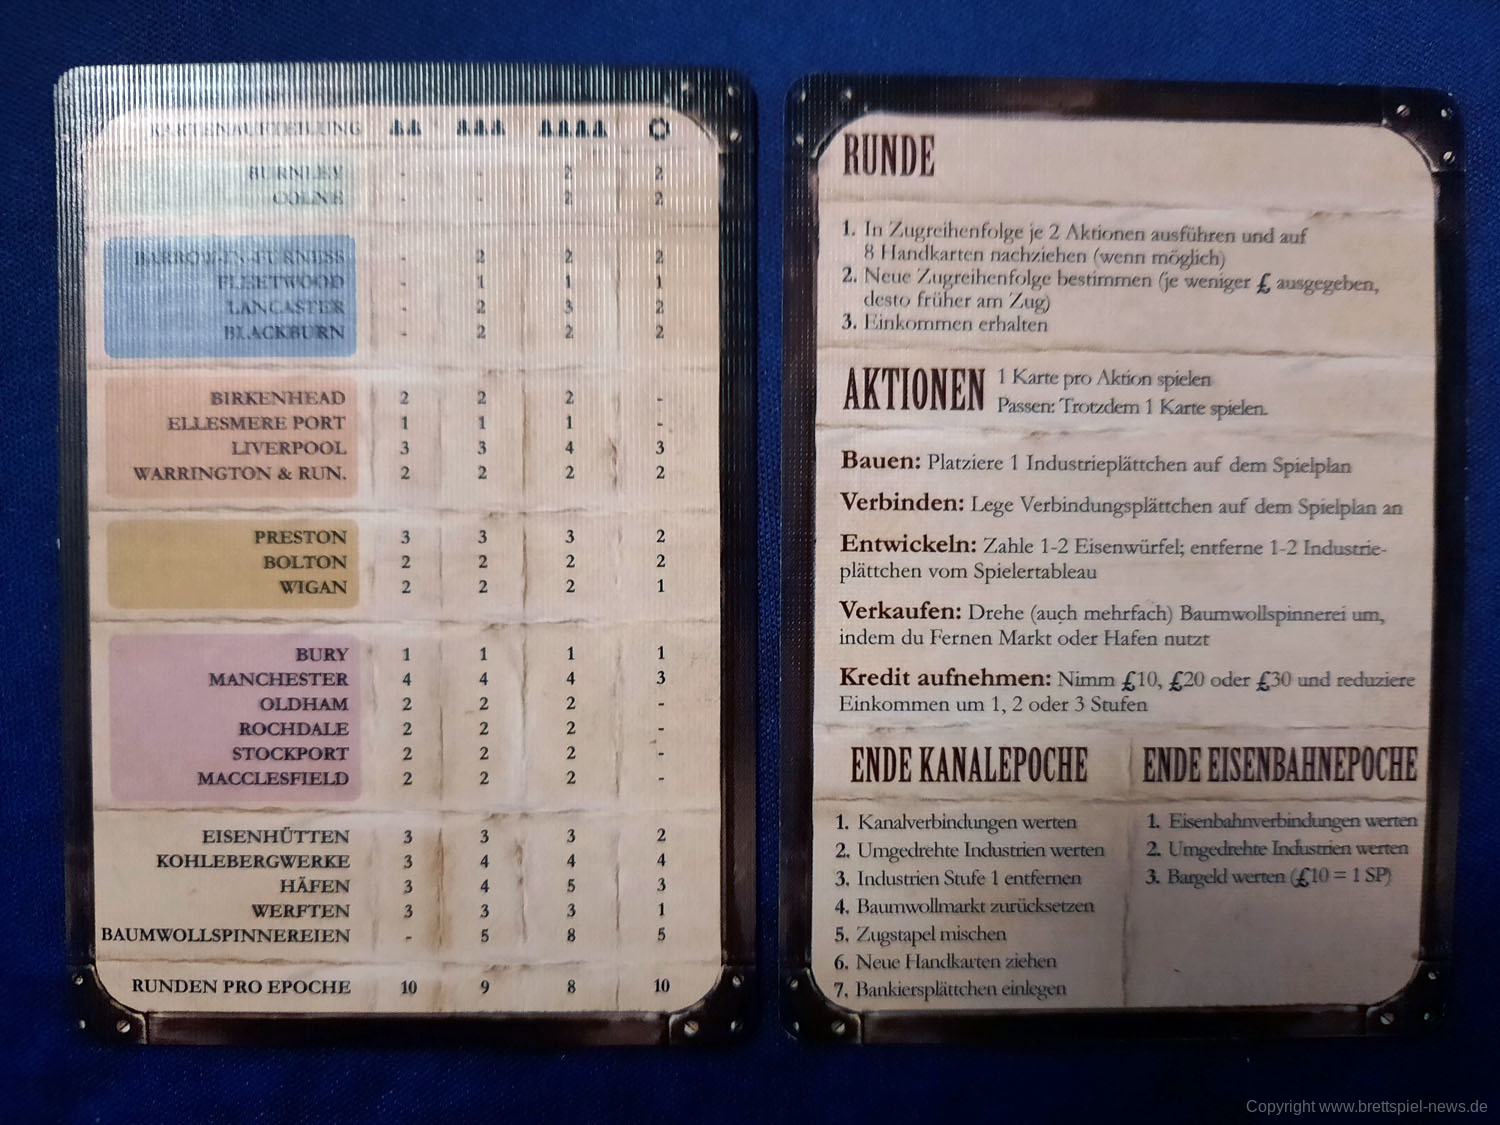 KARTENAUFTEILUNG
BURNLEY - - 2 2
COLNE - - 2 2
BARROW-IN-FURNESS - 2 2 2
FLEETWOOD - 1 1 1
LANCASTER - 2 3 2
BLACKBURN - 2 2 2
BIRKENHEAD 2 2 2 -
ELLESMERE PORT 1 1 1 -
LIVERPOOL 3 3 4 3
WARRINGTON & RUN. 2 2 2 2
PRESTON 3 3 3 2
BOLTON 2 2 2 2
WIGAN 2 2 2 1
BURY 1 1 1 1
MANCHESTER 4 4 4 3
OLDHAM 2 2 2 -
ROCHDALE 2 2 2 -
STOCKPORT 2 2 2 -
MACCLESFIELD 2 2 2 -
EISENHÜTTEN 3 3 3 2
KOHLEBERGWERKE 3 4 4 4
HÄFEN 3 4 5 3
WERFTEN 3 3 3 1
BAUMWOLLSPINNEREIEN - 5 8 5
RUNDEN PRO EPOCHE 10 9 8 10
RUNDE
1. In Zugreihenfolge je 2 Aktionen ausführen und auf
8 Handkarten nachziehen (wenn möglich)
2. Neue Zugreihenfolge bestimmen (je weniger £ ausgegeben,
desto früher am Zug)
3. Einkommen erhalten
AKTIONEN 1 Karte pro Aktion spielen
Passen: Trotzdem 1 Karte spielen.
Bauen: Platziere 1 Industrieplättchen auf dem Spielplan
Verbinden: Lege Verbindungsplättchen auf dem Spielplan an
Entwickeln: Zahle 1-2 Eisenwürfel; entferne 1-2 Industrie-
plättchen vom Spielertableau
Verkaufen: Drehe (auch mehrfach) Baumwollspinnerei um,
indem du Fernen Markt oder Hafen nutzt
Kredit aufnehmen: Nimm £10, £20 oder £30 und reduziere
Einkommen um 1, 2 oder 3 Stufen
ENDE KANALEPOCHE
1. Kanalverbindungen werten
2. Umgedrehte Industrien werten
3. Industrien Stufe 1 entfernen
4. Baumwollmarkt zurücksetzen
5. Zugstapel mischen
6. Neue Handkarten ziehen
7. Bankiersplättchen einlegen
ENDE EISENBAHNEPOCHE
1. Eisenbahnverbindungen werten
2. Umgedrehte Industrien werten
3. Bargeld werten (£10 = 1 SP)
Copyright www.brettspiel-news.de